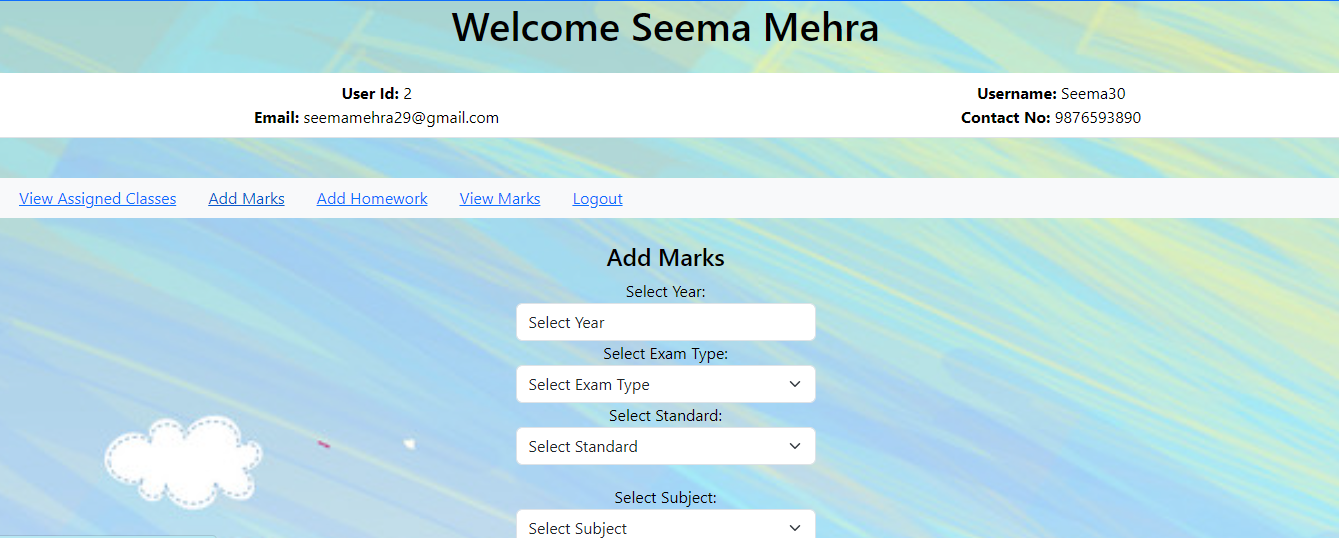 Welcome Seema Mehra
User Id: 2
Username: Seema30
Email: seemamehra29@gmail.com
Contact No: 9876593890
View Assigned Classes Add Marks Add Homework View Marks Logout
Add Marks
Select Year:
Select Year
Select Exam Type:
Select Exam Type
Select Standard:
Select Standard
Select Subject:
Select Subject